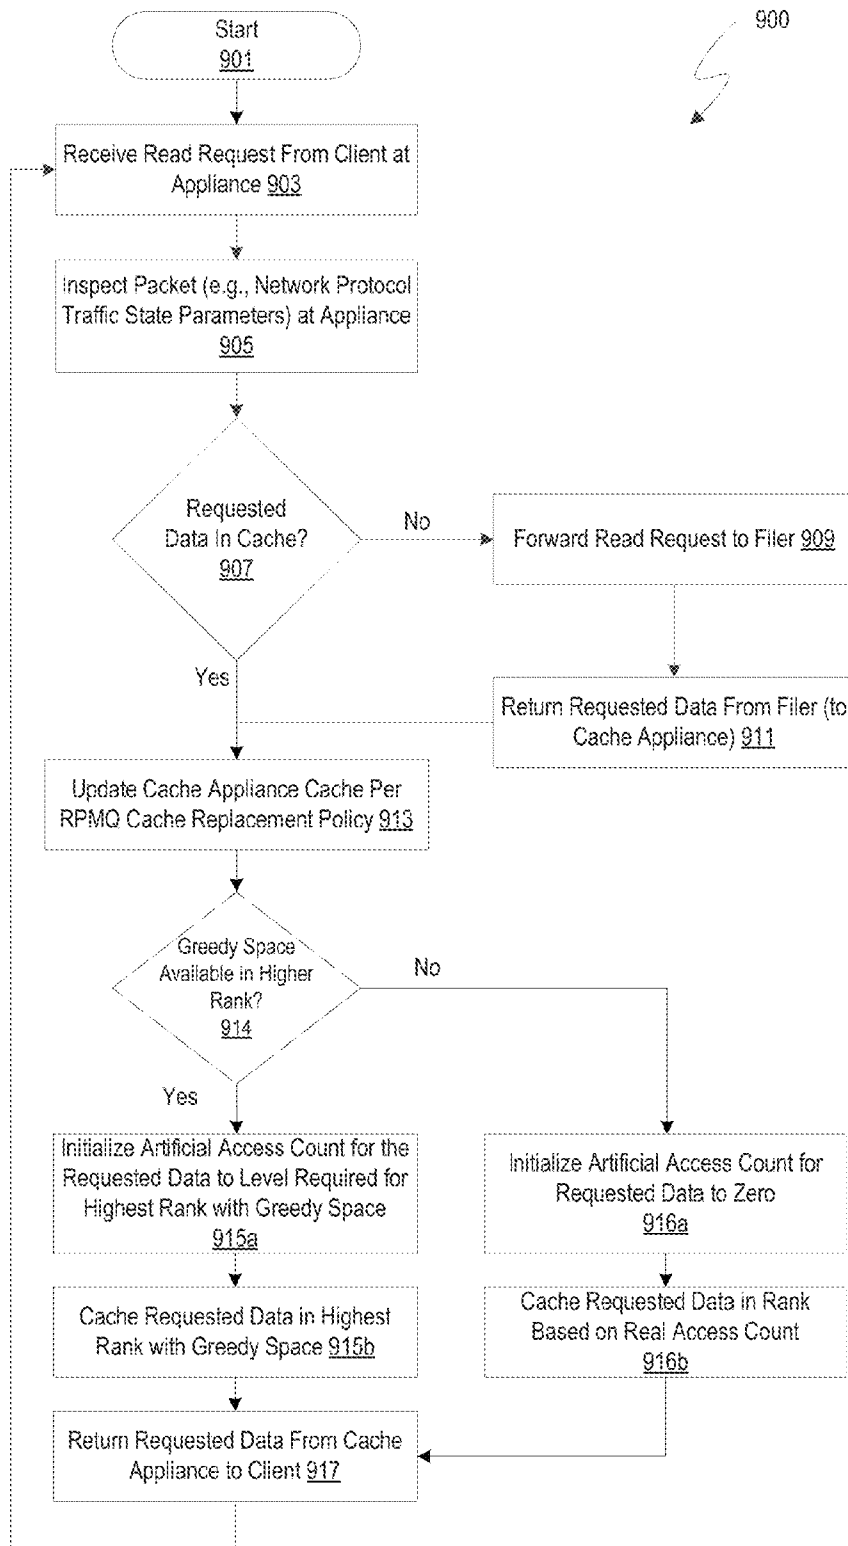 Start
901
900
Receive Read Request From Client at
Appliance 903
Inspect Packet (e.g., Network Protocol
Traffic State Parameters) at Appliance
905
Requested
Data In Cache?
907
No
Forward Read Request to Filer 909
Yes
Return Requested Data From Filer (to
Cache Appliance) 911
Update Cache Appliance Cache Per
RPMQ Cache Replacement Policy 913
Greedy Space
Available in Higher
Rank?
914
No
Yes
Initialize Artificial Access Count for the
Requested Data to Level Required for
Highest Rank with Greedy Space
915a
Initialize Artificial Access Count for
Requested Data to Zero
916a
Cache Requested Data in Highest
Rank with Greedy Space 915b
Cache Requested Data in Rank
Based on Real Access Count
916b
Return Requested Data From Cache
Appliance to Client 917